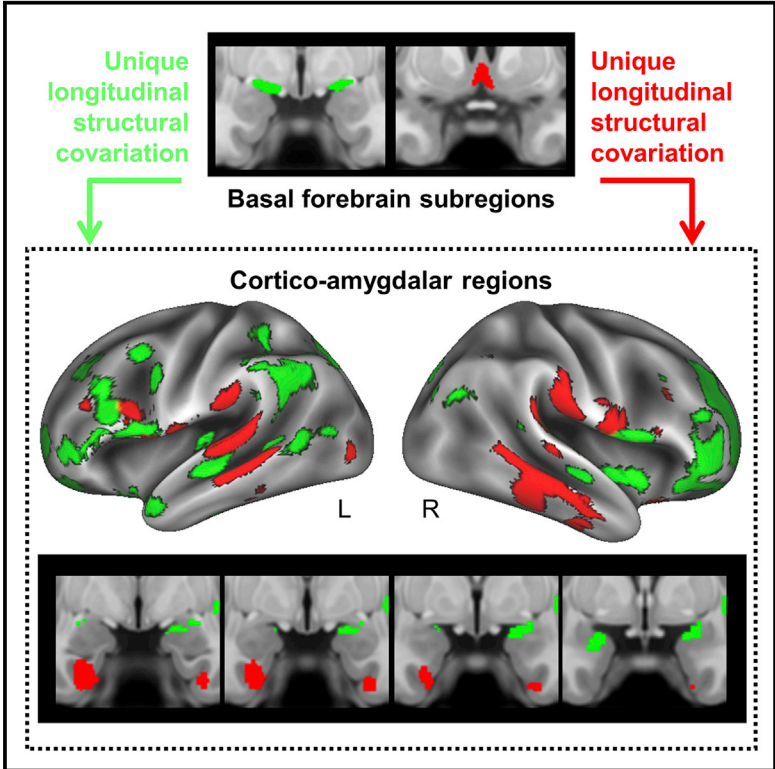 Unique
longitudinal
structural
covariation
Unique
longitudinal
structural
covariation
Basal forebrain subregions
Cortico-amygdalar regions
L
R